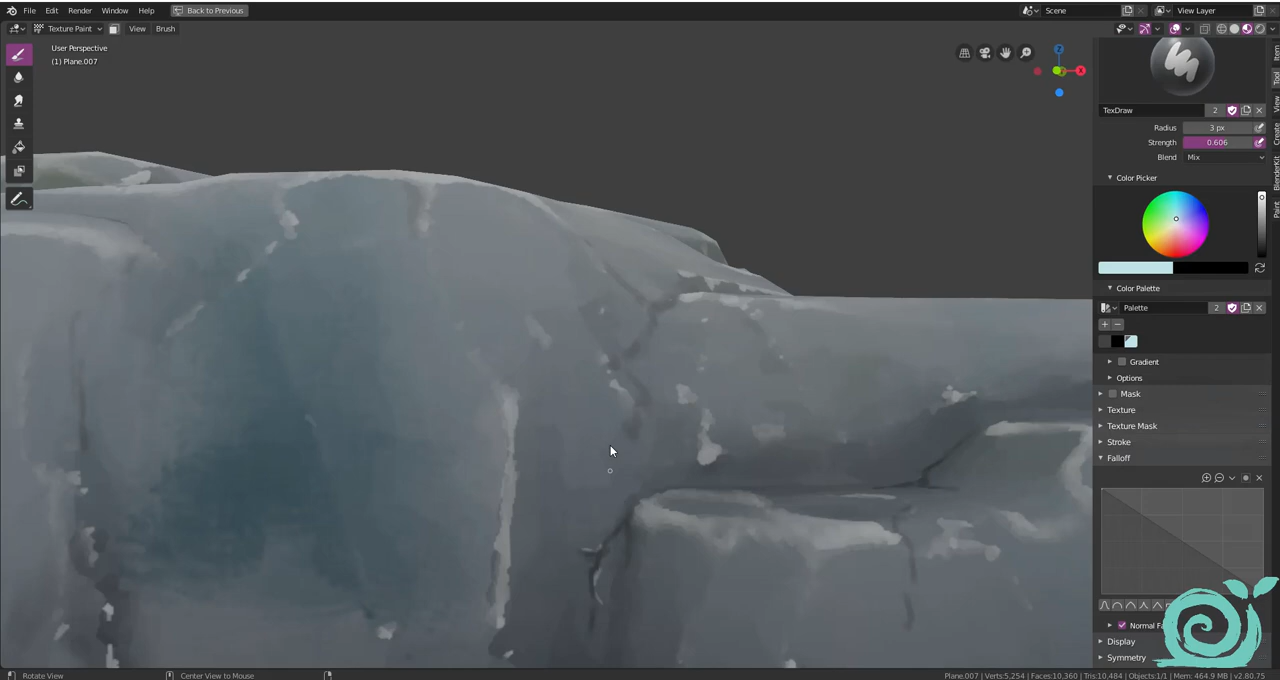 File Edit Render Window Help Back to Previous Scene View Layer
Texture Paint View Brush
User Perspective
(1) Plane.007
Z
X
Item
Tool
View
Create
BlenderKit
Paint
TexDraw 2
Radius 3 px
Strength 0.606
Blend Mix
Color Picker
Color Palette
Palette 2
Gradient
Options
Mask
Texture
Texture Mask
Stroke
Falloff
Normal
Display
Symmetry
Rotate View Center View to Mouse Plane.007 | Verts:5,254 | Faces:10,360 | Tris:10,484 | Objects:1/1 | Mem: 464.9 MB | v2.80.75